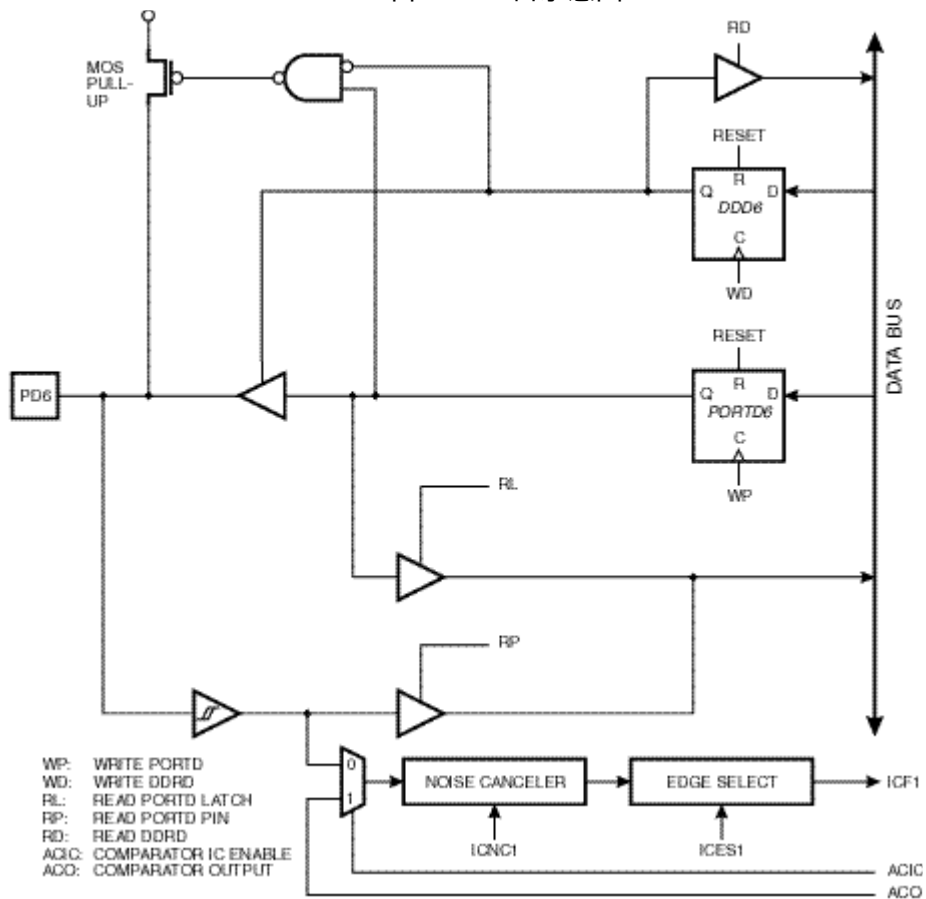 RD
MOS
PULL-
UP
RESET
R
Q
D
DDD6
C
WD
DATA BUS
RESET
R
Q
D
PORTD6
C
WP
PD6
RL
RP
0
1
NOISE CANCELER
EDGE SELECT
ICF1
ICNC1
ICES1
ACIC
ACO
WP: WRITE PORTD
WD: WRITE DDRD
RL: READ PORTD LATCH
RP: READ PORTD PIN
RD: READ DDRD
ACIC: COMPARATOR IC ENABLE
ACO: COMPARATOR OUTPUT